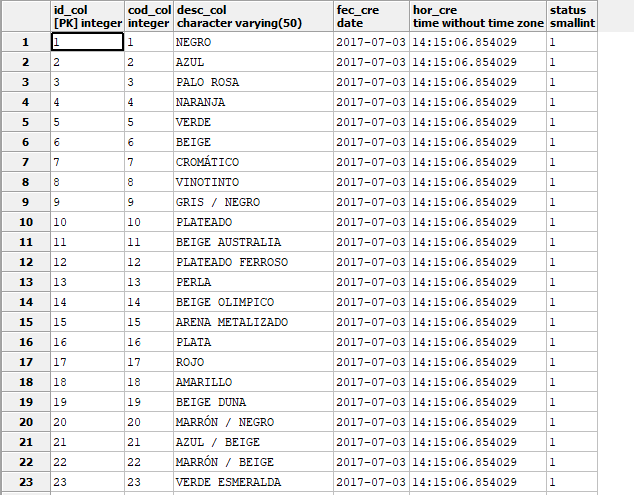 id_col cod_col desc_col fec_cre hor_cre status
[PK] integer integer character varying(50) date time without time zone smallint
1 1 1 NEGRO 2017-07-03 14:15:06.854029 1
2 2 2 AZUL 2017-07-03 14:15:06.854029 1
3 3 3 PALO ROSA 2017-07-03 14:15:06.854029 1
4 4 4 NARANJA 2017-07-03 14:15:06.854029 1
5 5 5 VERDE 2017-07-03 14:15:06.854029 1
6 6 6 BEIGE 2017-07-03 14:15:06.854029 1
7 7 7 CROMÁTICO 2017-07-03 14:15:06.854029 1
8 8 8 VINOTINTO 2017-07-03 14:15:06.854029 1
9 9 9 GRIS / NEGRO 2017-07-03 14:15:06.854029 1
10 10 10 PLATEADO 2017-07-03 14:15:06.854029 1
11 11 11 BEIGE AUSTRALIA 2017-07-03 14:15:06.854029 1
12 12 12 PLATEADO FERROSO 2017-07-03 14:15:06.854029 1
13 13 13 PERLA 2017-07-03 14:15:06.854029 1
14 14 14 BEIGE OLIMPICO 2017-07-03 14:15:06.854029 1
15 15 15 ARENA METALIZADO 2017-07-03 14:15:06.854029 1
16 16 16 PLATA 2017-07-03 14:15:06.854029 1
17 17 17 ROJO 2017-07-03 14:15:06.854029 1
18 18 18 AMARILLO 2017-07-03 14:15:06.854029 1
19 19 19 BEIGE DUNA 2017-07-03 14:15:06.854029 1
20 20 20 MARRÓN / NEGRO 2017-07-03 14:15:06.854029 1
21 21 21 AZUL / BEIGE 2017-07-03 14:15:06.854029 1
22 22 22 MARRÓN / BEIGE 2017-07-03 14:15:06.854029 1
23 23 23 VERDE ESMERALDA 2017-07-03 14:15:06.854029 1